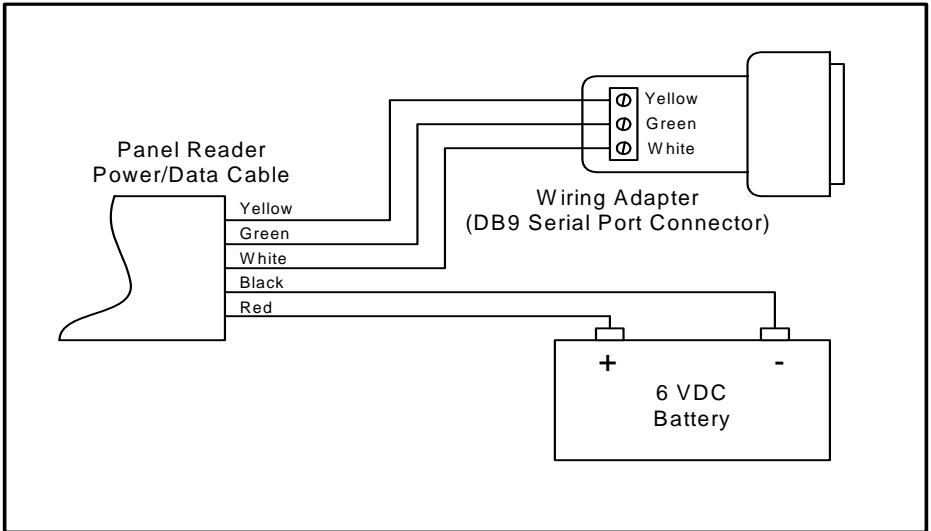 Yellow
Green
White
Panel Reader
Power/Data Cable
Wiring Adapter
(DB9 Serial Port Connector)
Yellow
Green
White
Black
Red
+ -
6 VDC
Battery